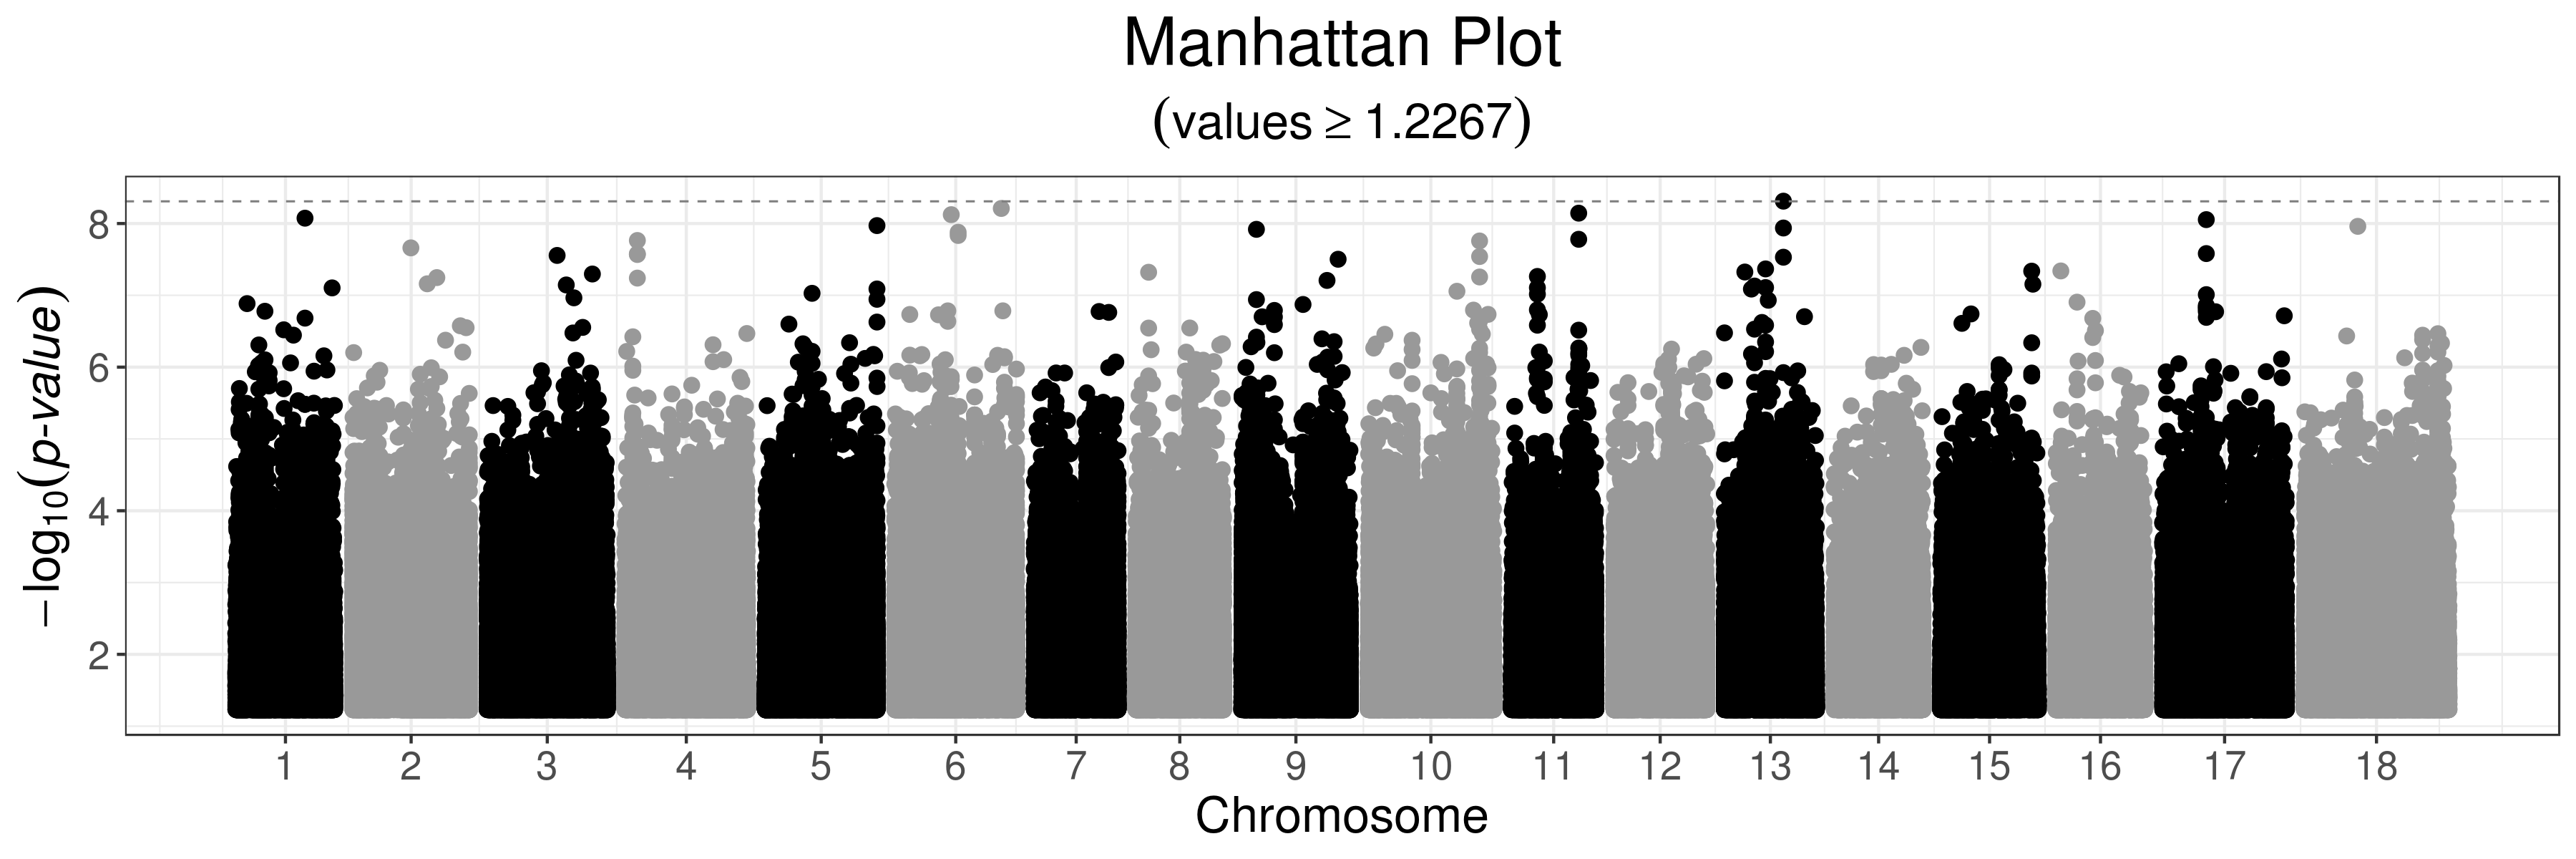 Manhattan Plot
(values ≥ 1.2267)
−log10(p-value)
8
6
4
2
1 2 3 4 5 6 7 8 9 10 11 12 13 14 15 16 17 18
Chromosome